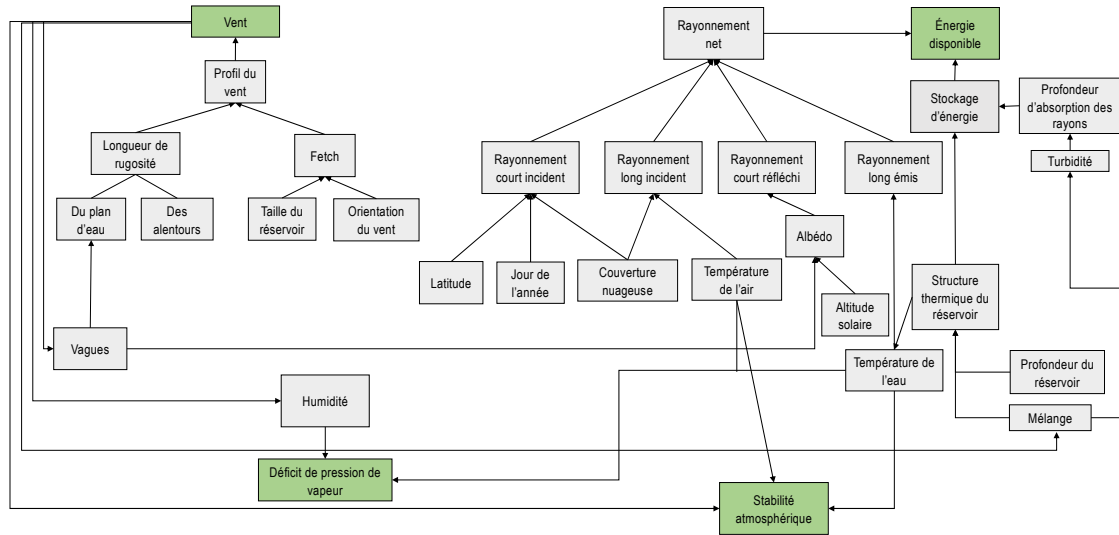 Vent
Rayonnement
net
Énergie
disponible
Profil du
vent
Stockage
d'énergie
Profondeur
d'absorption des
rayons
Longueur de
rugosité
Fetch
Rayonnement
court incident
Rayonnement
long incident
Rayonnement
court réfléchi
Rayonnement
long émis
Turbidité
Du plan
d'eau
Des
alentours
Taille du
réservoir
Orientation
du vent
Albédo
Latitude
Jour de
l'année
Couverture
nuageuse
Température
de l'air
Altitude
solaire
Structure
thermique du
réservoir
Vagues
Température de
l'eau
Profondeur du
réservoir
Humidité
Mélange
Déficit de pression de
vapeur
Stabilité
atmosphérique